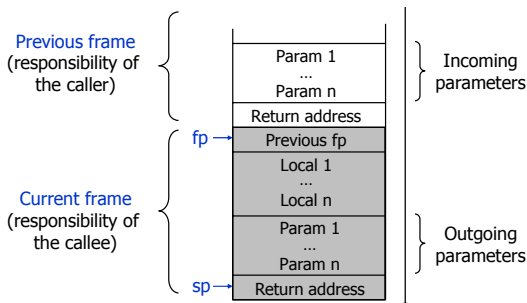 Previous frame
(responsibility of
the caller)
Param 1
...
Param n
Incoming
parameters
Return address
fp
Previous fp
Local 1
...
Local n
Current frame
(responsibility of
the callee)
Param 1
...
Param n
Outgoing
parameters
sp
Return address